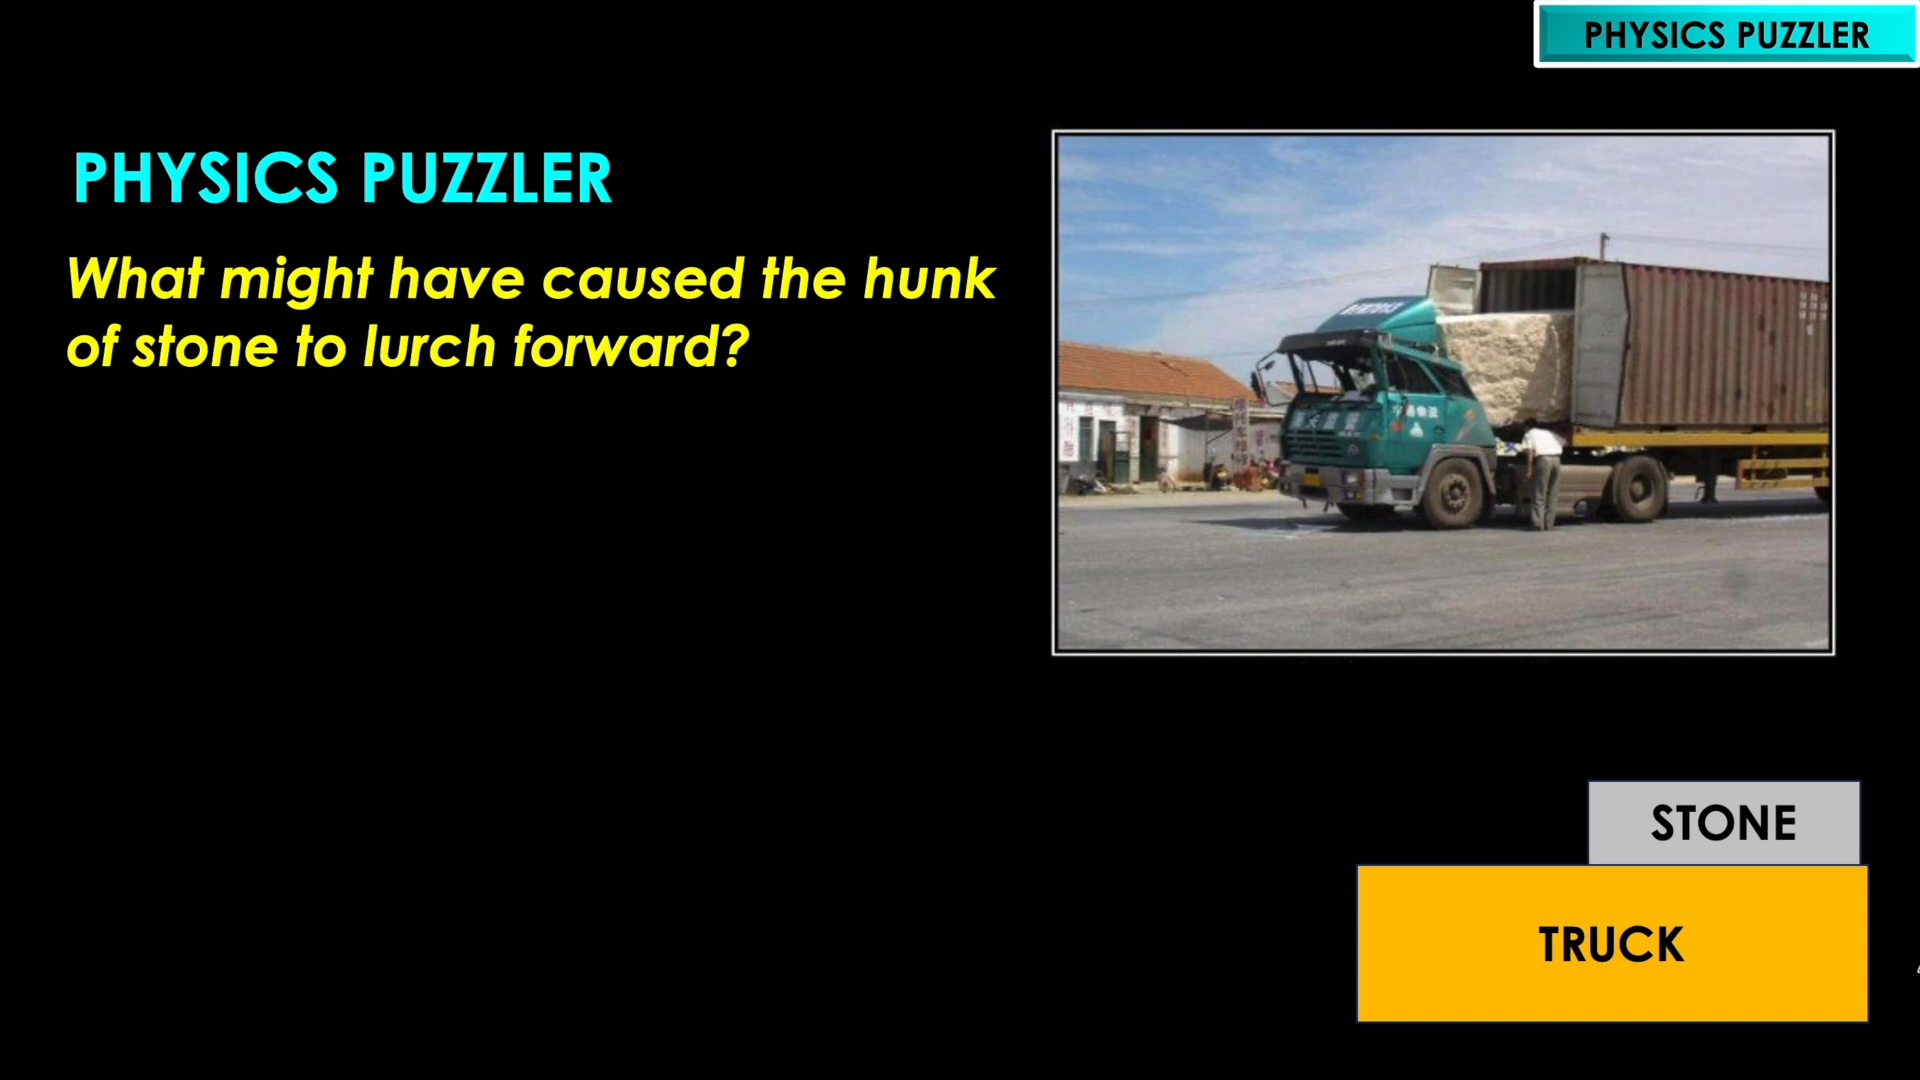 PHYSICS PUZZLER
PHYSICS PUZZLER
What might have caused the hunk
of stone to lurch forward?
STONE
TRUCK